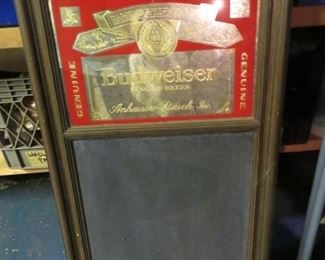 GENUINE
GENUINE
Budweiser
KING OF BEERS
Anheuser-Busch, Inc.